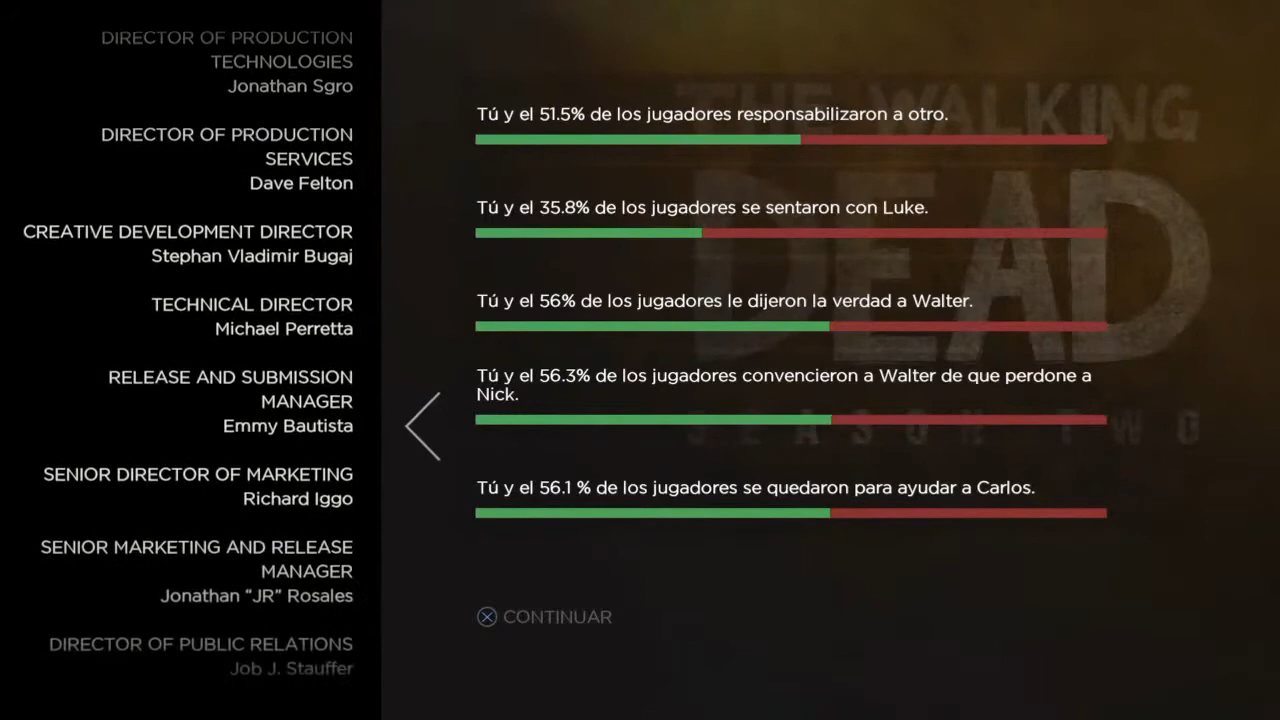 DIRECTOR OF PRODUCTION
TECHNOLOGIES
Jonathan Sgro
DIRECTOR OF PRODUCTION
SERVICES
Dave Felton
CREATIVE DEVELOPMENT DIRECTOR
Stephan Vladimir Bugaj
TECHNICAL DIRECTOR
Michael Perretta
RELEASE AND SUBMISSION
MANAGER
Emmy Bautista
SENIOR DIRECTOR OF MARKETING
Richard Iggo
SENIOR MARKETING AND RELEASE
MANAGER
Jonathan “JR” Rosales
DIRECTOR OF PUBLIC RELATIONS
Job J. Stauffer
THE WALKING
DEAD
SEASON TWO
Tú y el 51.5% de los jugadores responsabilizaron a otro.
Tú y el 35.8% de los jugadores se sentaron con Luke.
Tú y el 56% de los jugadores le dijeron la verdad a Walter.
Tú y el 56.3% de los jugadores convencieron a Walter de que perdone a
Nick.
Tú y el 56.1 % de los jugadores se quedaron para ayudar a Carlos.
CONTINUAR